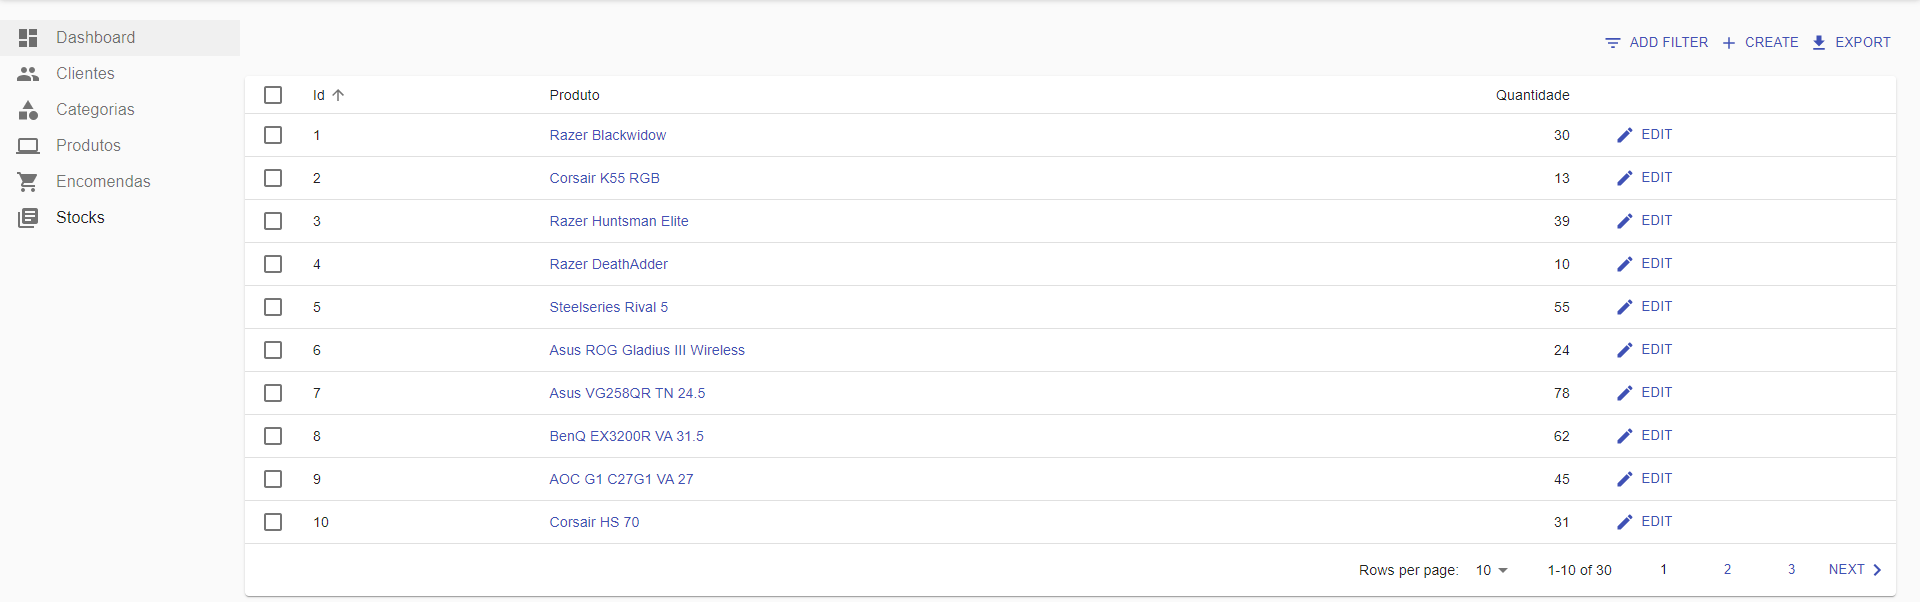 Dashboard
Clientes
Categorias
Produtos
Encomendas
Stocks
ADD FILTER CREATE EXPORT
Id Produto Quantidade
1 Razer Blackwidow 30 EDIT
2 Corsair K55 RGB 13 EDIT
3 Razer Huntsman Elite 39 EDIT
4 Razer DeathAdder 10 EDIT
5 Steelseries Rival 5 55 EDIT
6 Asus ROG Gladius III Wireless 24 EDIT
7 Asus VG258QR TN 24.5 78 EDIT
8 BenQ EX3200R VA 31.5 62 EDIT
9 AOC G1 C27G1 VA 27 45 EDIT
10 Corsair HS 70 31 EDIT
Rows per page: 10 1-10 of 30 1 2 3 NEXT